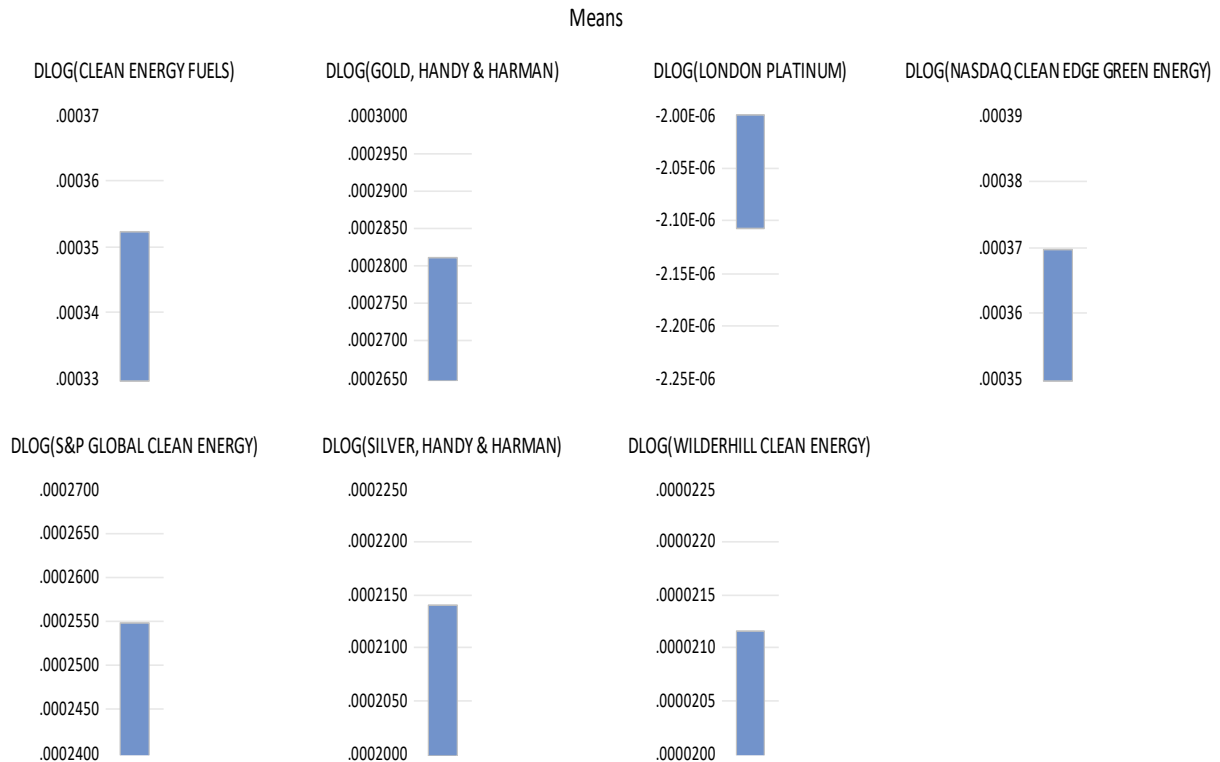 Means
DLOG(CLEAN ENERGY FUELS)
.00037
.00036
.00035
.00034
.00033
DLOG(GOLD, HANDY & HARMAN)
.0003000
.0002950
.0002900
.0002850
.0002800
.0002750
.0002700
.0002650
DLOG(LONDON PLATINUM)
-2.00E-06
-2.05E-06
-2.10E-06
-2.15E-06
-2.20E-06
-2.25E-06
DLOG(NASDAQ CLEAN EDGE GREEN ENERGY)
.00039
.00038
.00037
.00036
.00035
DLOG(S&P GLOBAL CLEAN ENERGY)
.0002700
.0002650
.0002600
.0002550
.0002500
.0002450
.0002400
DLOG(SILVER, HANDY & HARMAN)
.0002250
.0002200
.0002150
.0002100
.0002050
.0002000
DLOG(WILDERHILL CLEAN ENERGY)
.0000225
.0000220
.0000215
.0000210
.0000205
.0000200